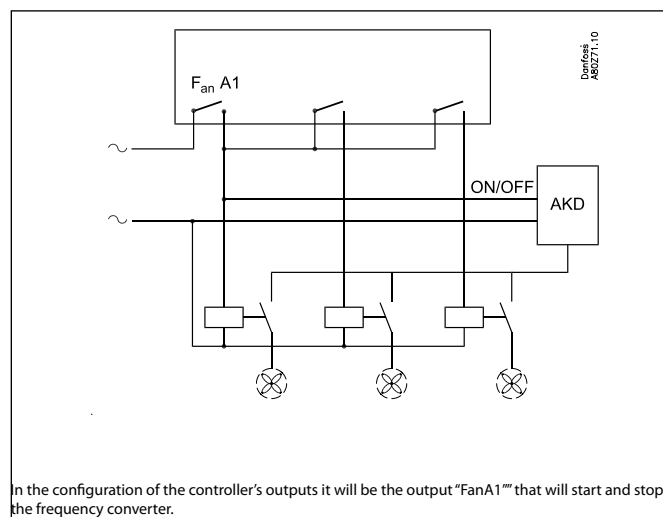 Danfoss
A80Z71.10
Fan A1
ON/OFF
AKD
In the configuration of the controller's outputs it will be the output “FanA1”” that will start and stop
the frequency converter.